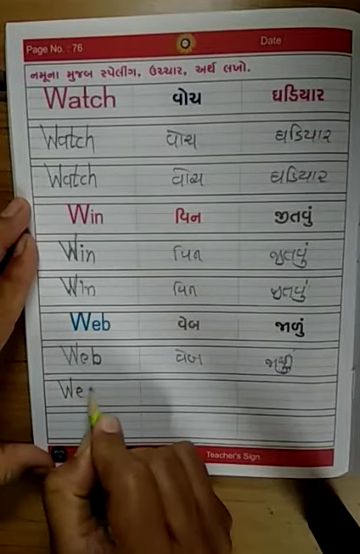 Page No. : 76 Date
નમૂના મુજબ સ્પેલીંગ, ઉચ્ચાર, અર્થ લખો.
Watch વોચ ઘડિયાર
Watch વોચ ઘડિયાર
Watch વોચ ઘડિયાર
Win વિન જીતવું
Win વિન જીતવું
Win વિન જીતવું
Web વેબ જાળું
Web વેબ જાળું
We
Teacher's Sign